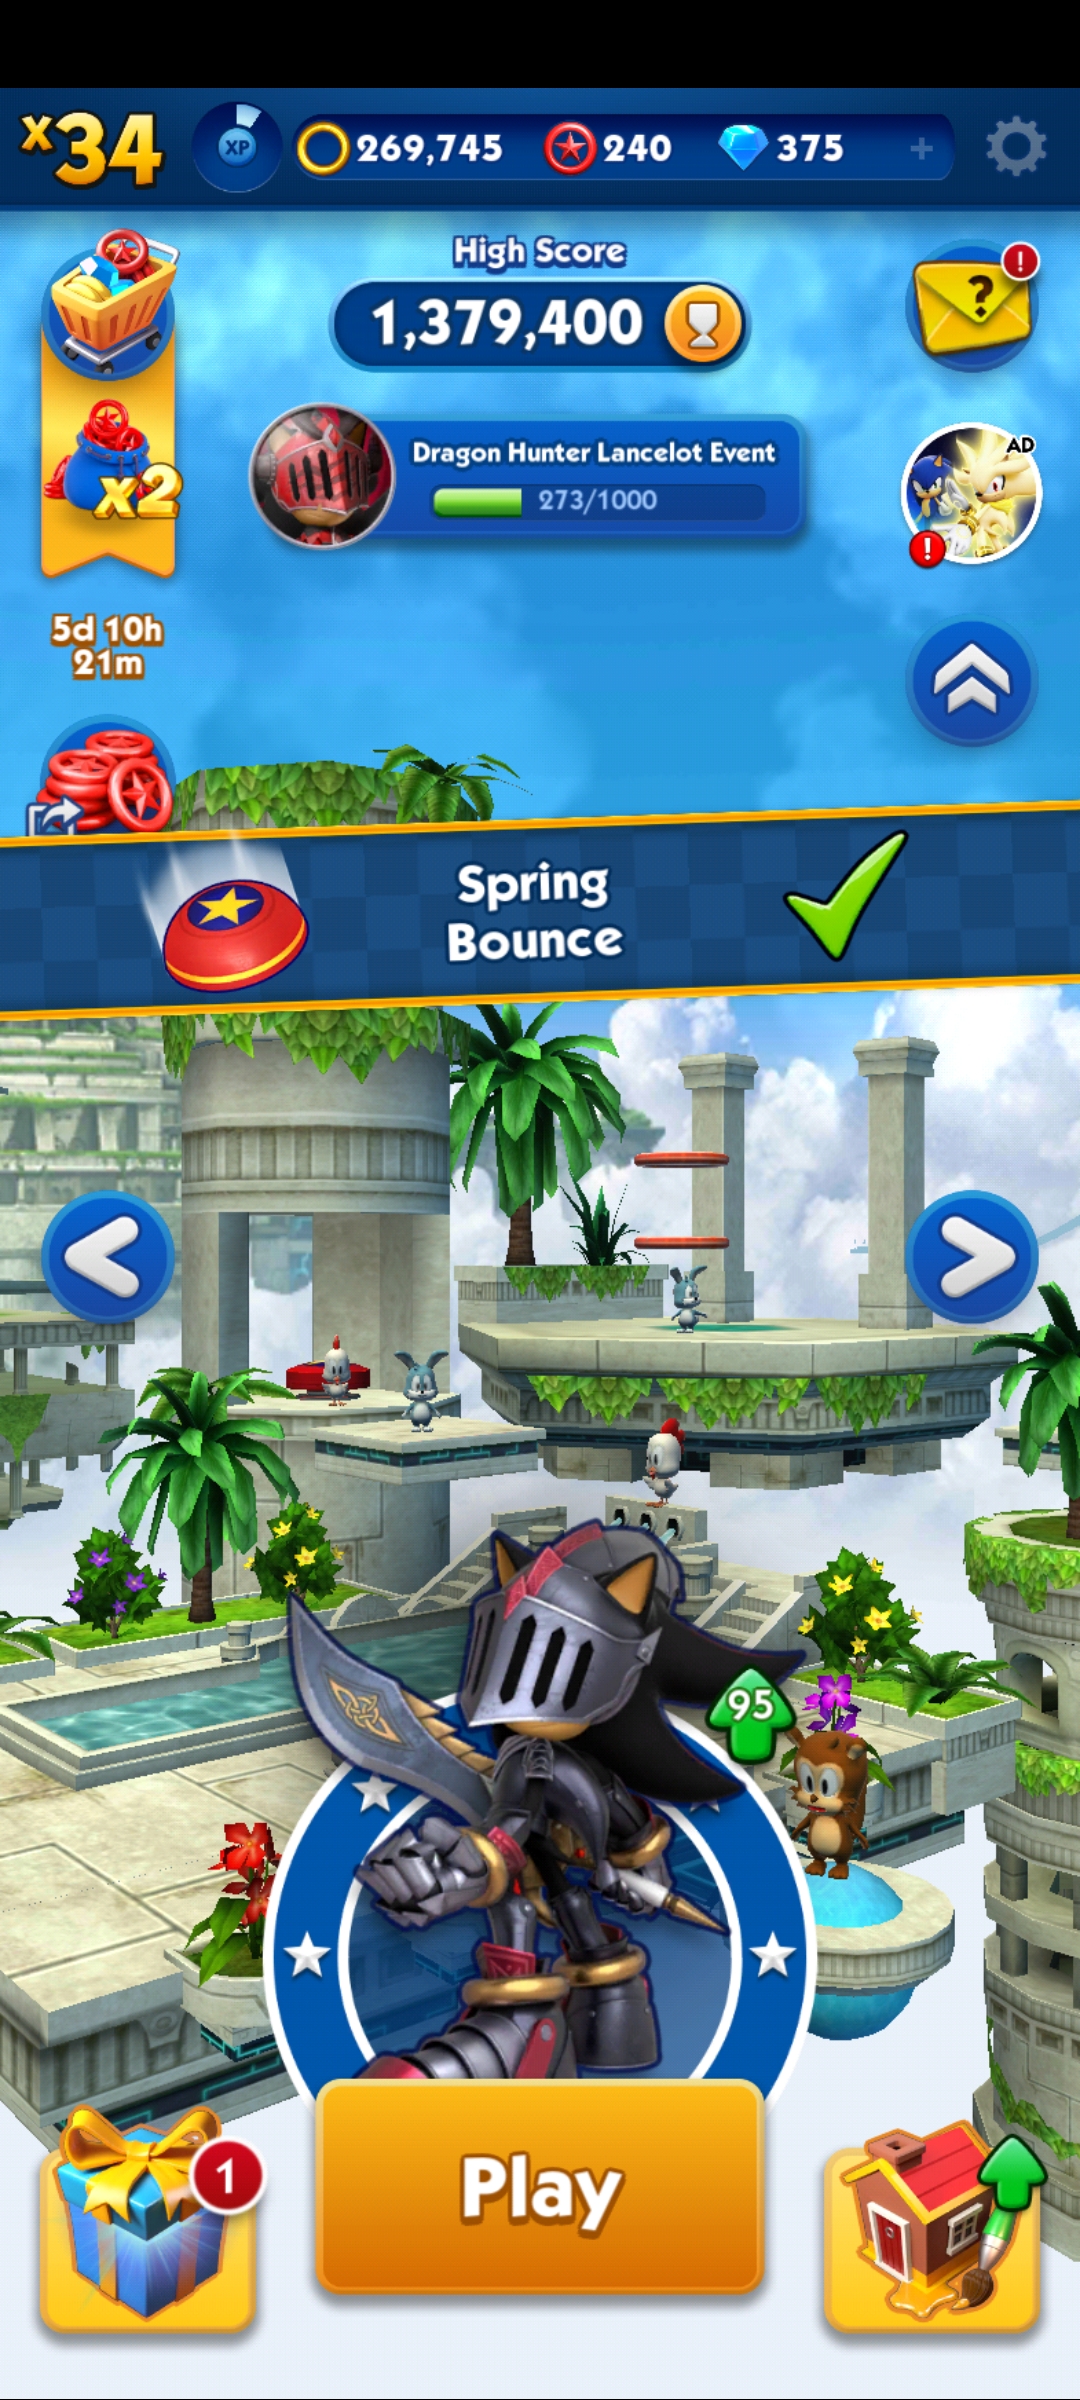 x34
XP
269,745
240
375
+
High Score
1,379,400
?
!
Dragon Hunter Lancelot Event
273/1000
AD
!
x2
5d 10h
21m
Spring
Bounce
95
1
Play